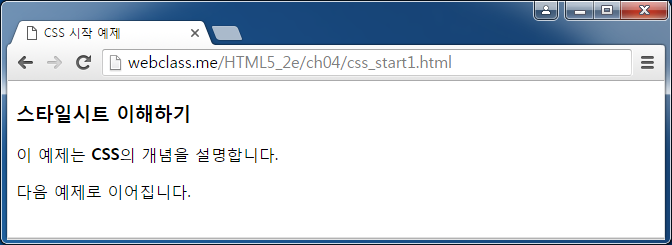 CSS 시작 예제
webclass.me/HTML5_2e/ch04/css_start1.html
스타일시트 이해하기
이 예제는 CSS의 개념을 설명합니다.
다음 예제로 이어집니다.